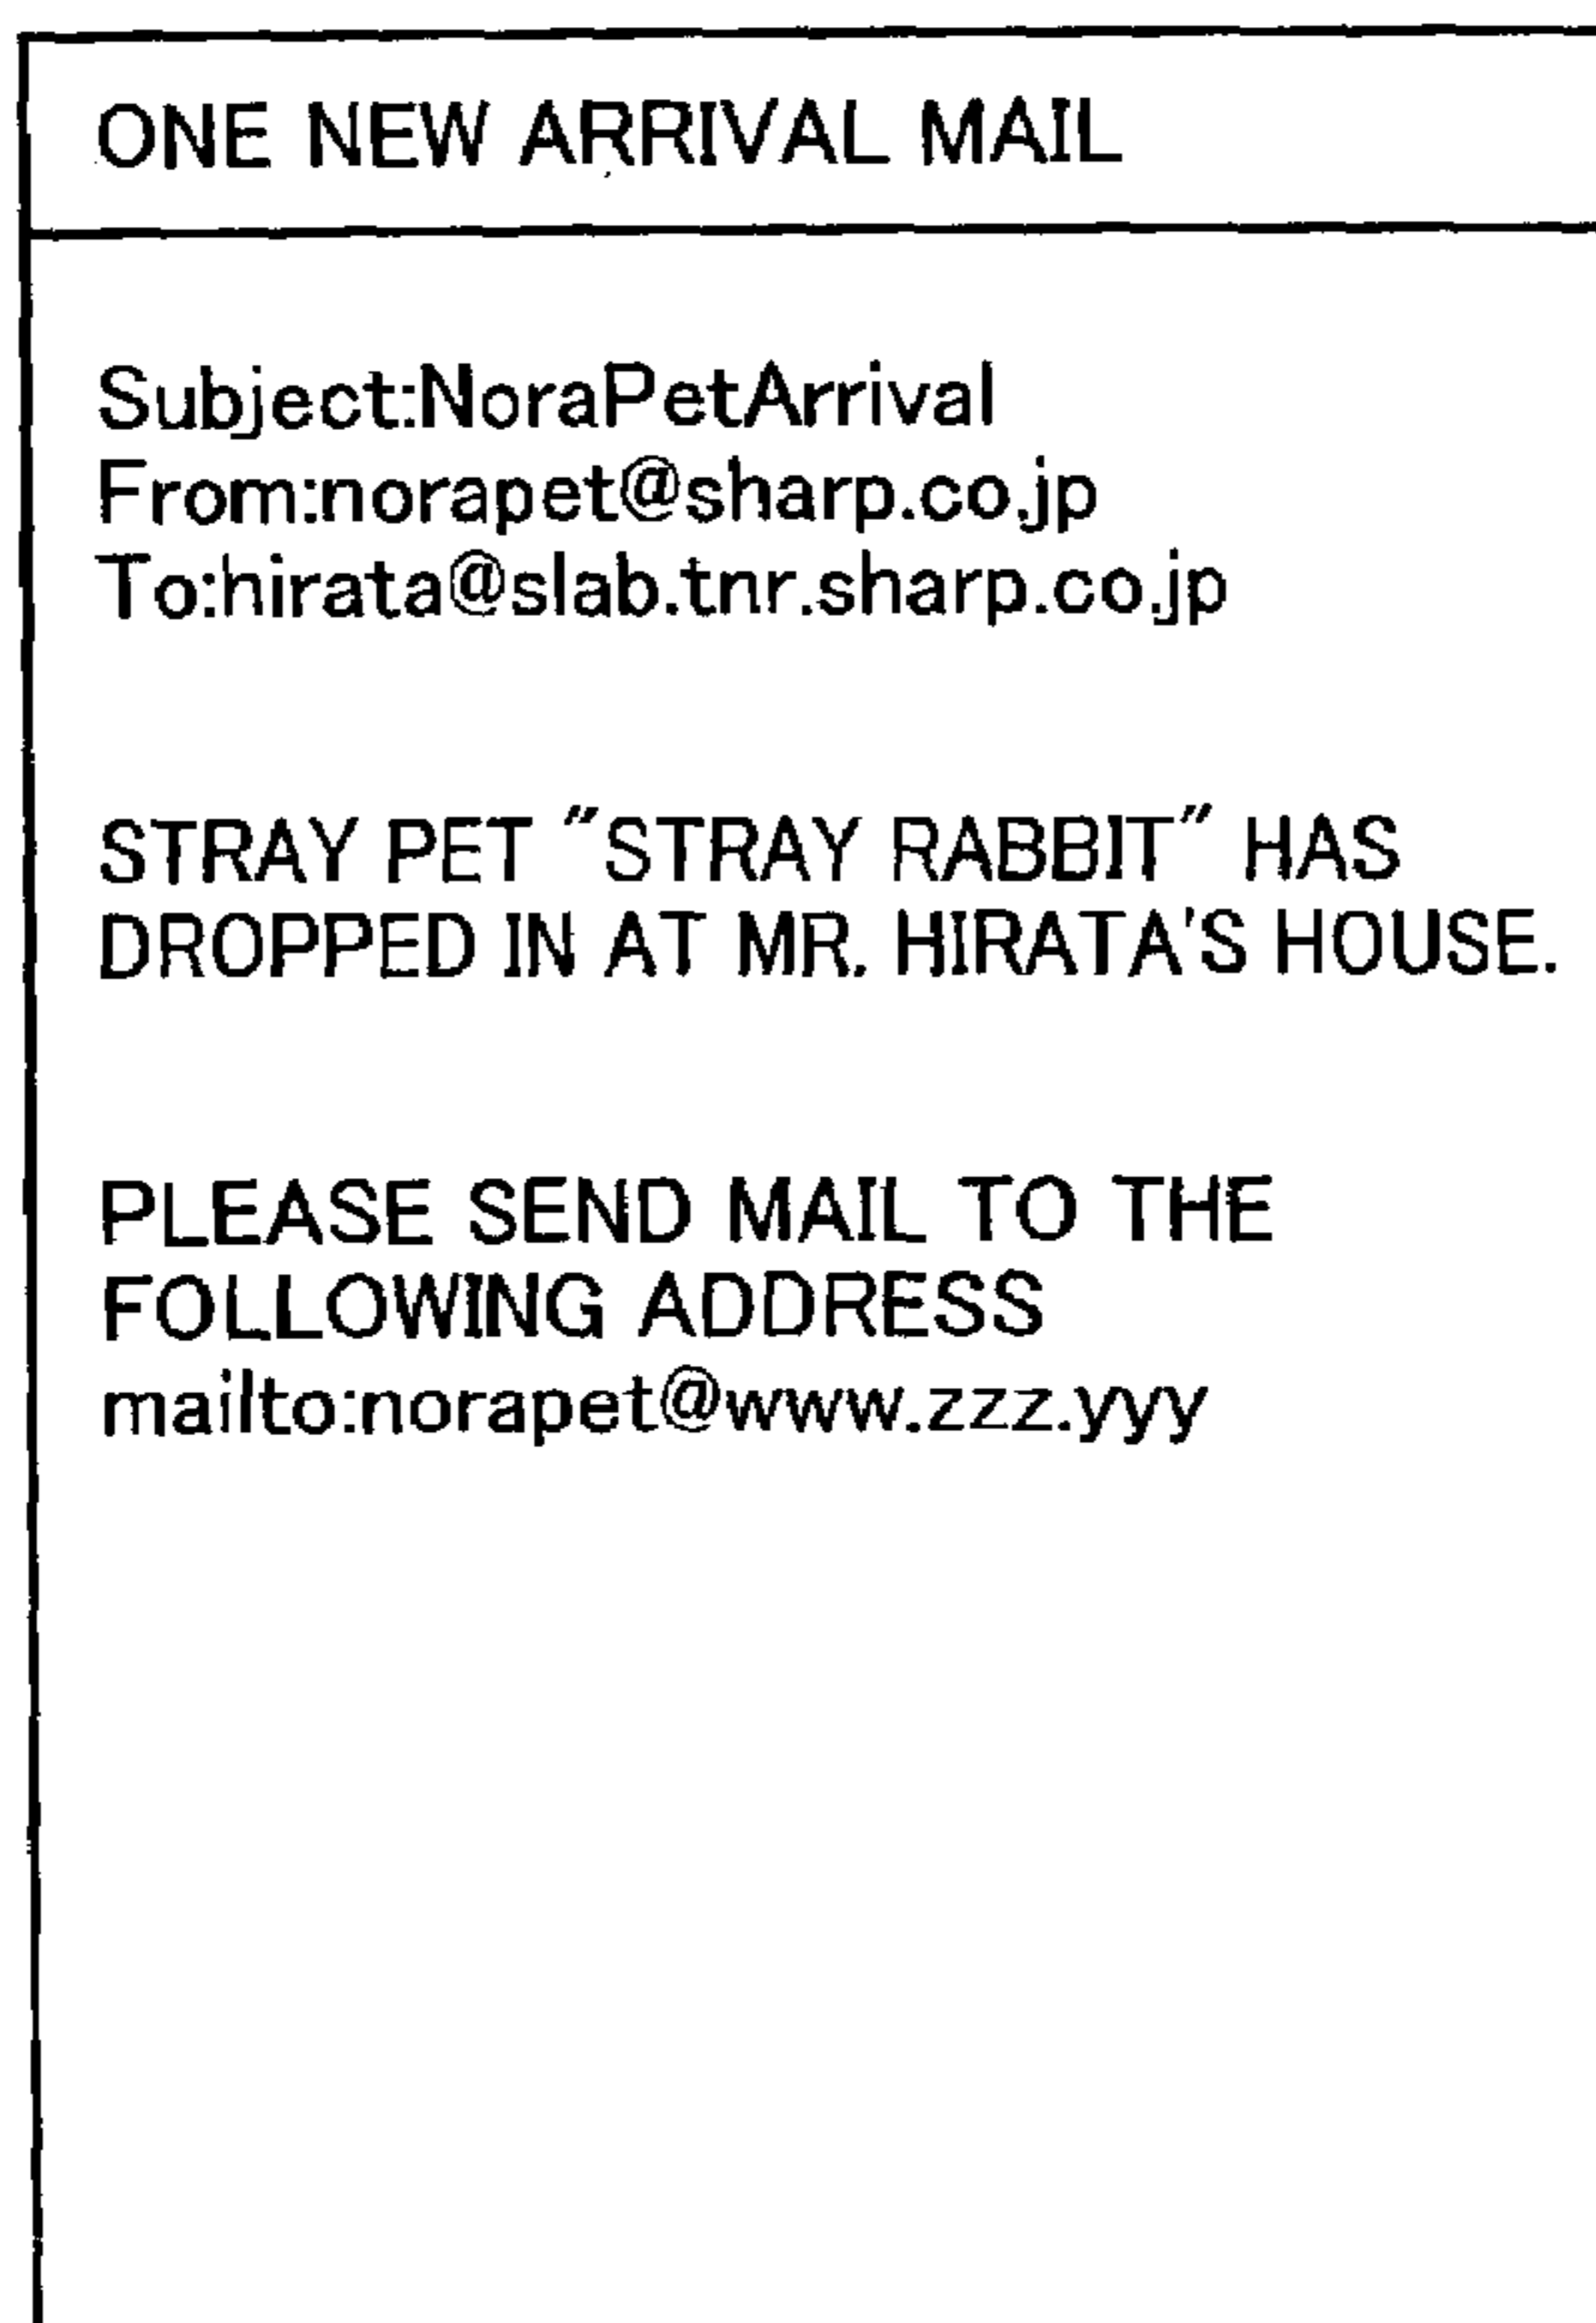 ONE NEW ARRIVAL MAIL
Subject:NoraPetArrival
From:norapet@sharp.co.jp
To:hirata@slab.tnr.sharp.co.jp
STRAY PET "STRAY RABBIT" HAS
DROPPED IN AT MR. HIRATA'S HOUSE.
PLEASE SEND MAIL TO THE
FOLLOWING ADDRESS
mailto:norapet@www.zzz.yyy